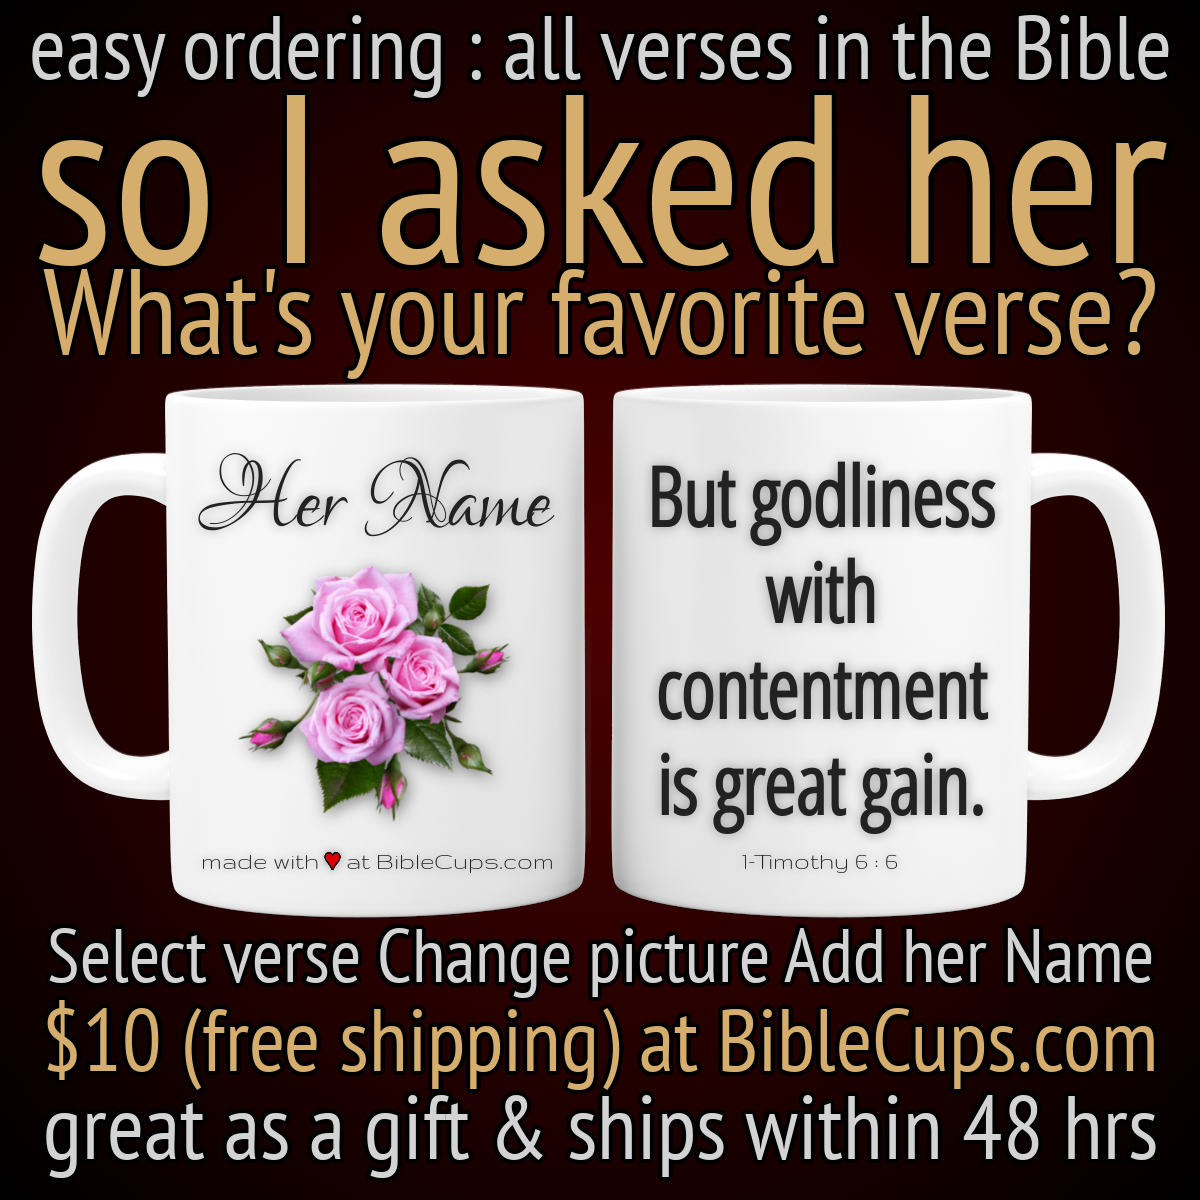 easy ordering : all verses in the Bible
so I asked her
What's your favorite verse?
Her Name
made with ♥ at BibleCups.com
But godliness
with
contentment
is great gain.
1-Timothy 6 : 6
Select verse Change picture Add her Name
$10 (free shipping) at BibleCups.com
great as a gift & ships within 48 hrs